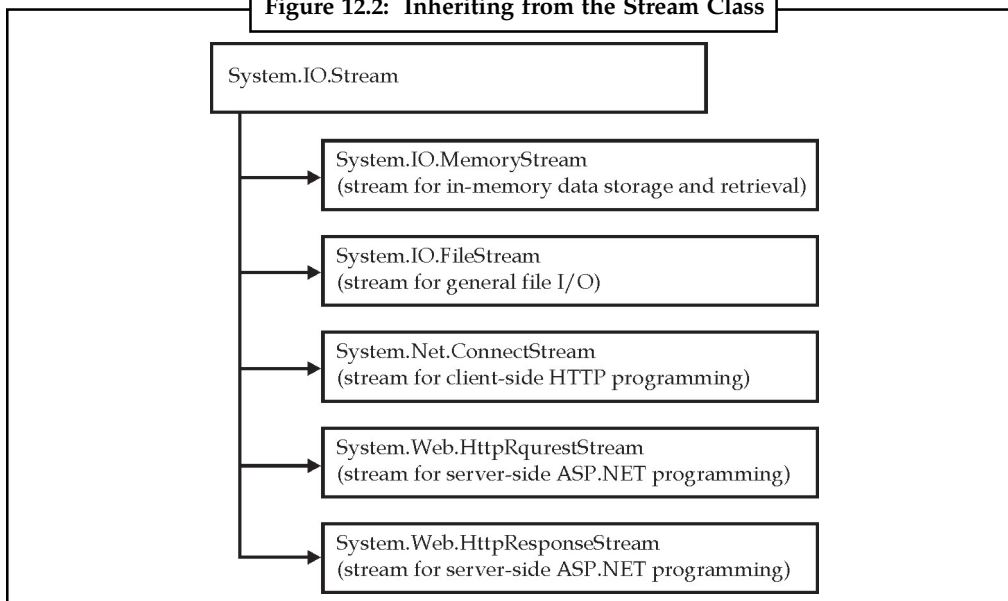 Figure 12.2: Inheriting from the Stream Class
System.IO.Stream
System.IO.MemoryStream
(stream for in-memory data storage and retrieval)
System.IO.FileStream
(stream for general file I/O)
System.Net.ConnectStream
(stream for client-side HTTP programming)
System.Web.HttpRqurestStream
(stream for server-side ASP.NET programming)
System.Web.HttpResponseStream
(stream for server-side ASP.NET programming)